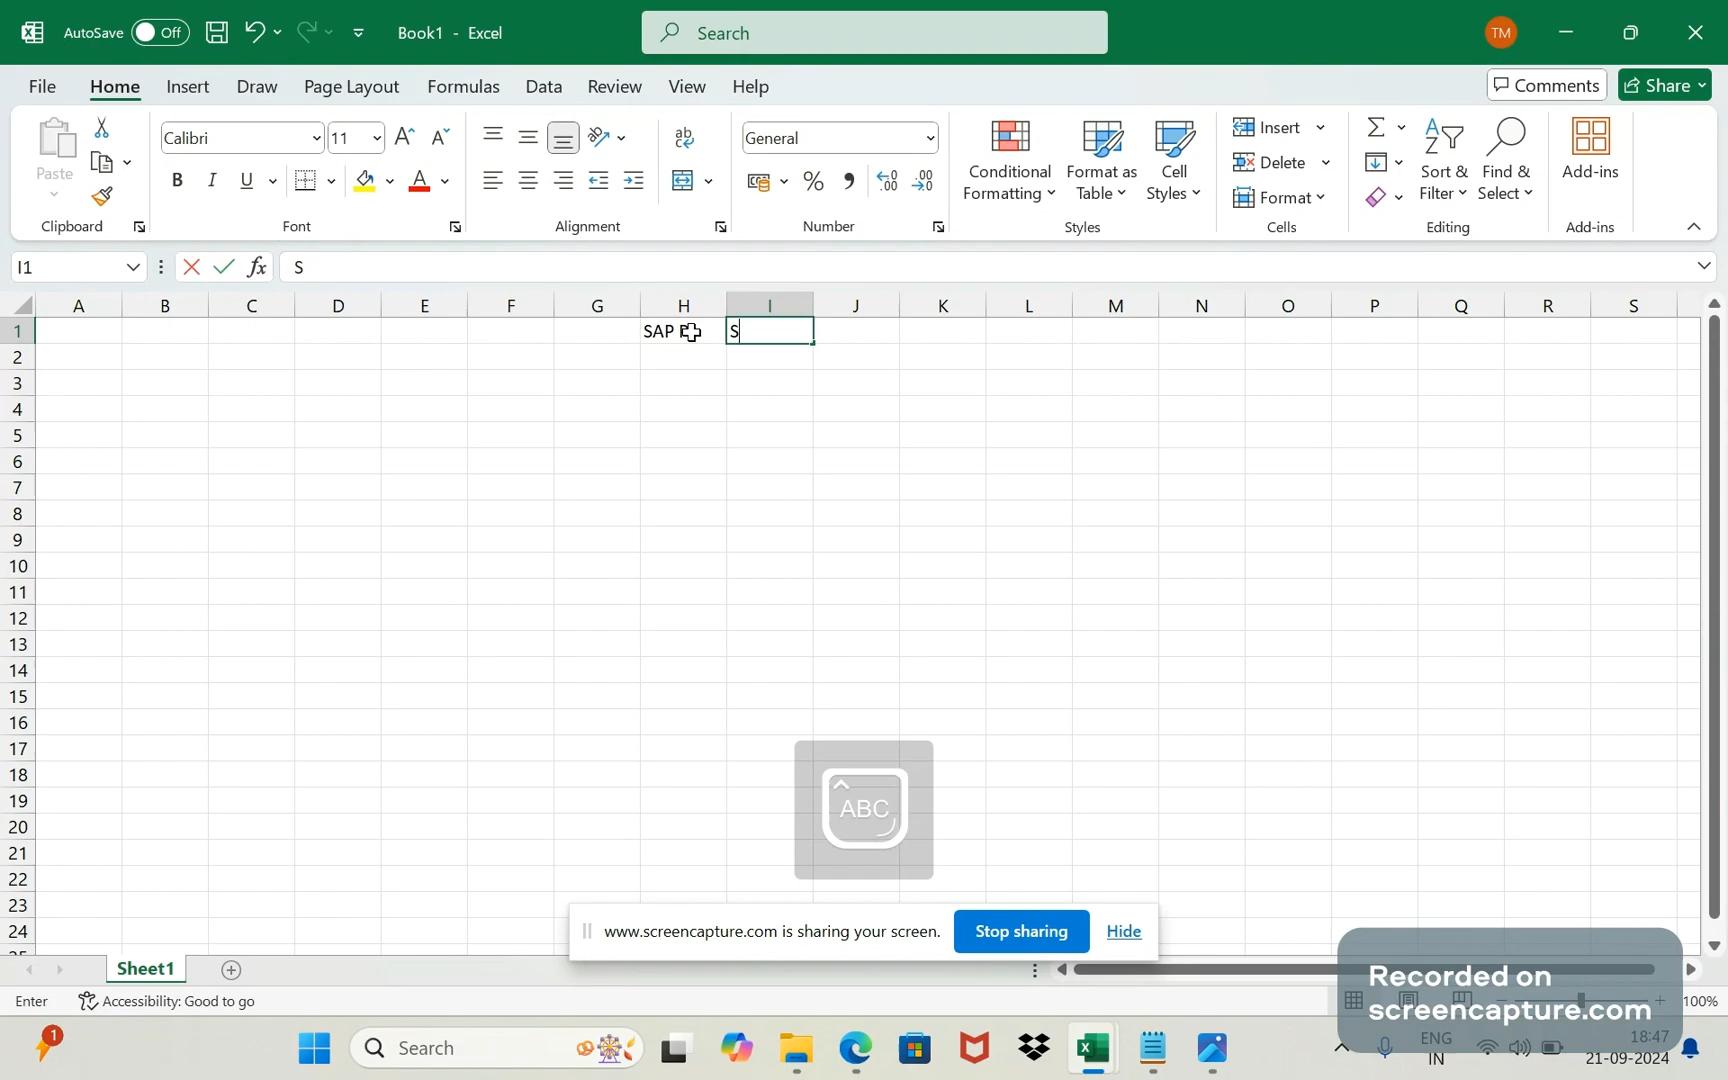 AutoSave Off Book1 - Excel Search TM
File Home Insert Draw Page Layout Formulas Data Review View Help Comments Share
Paste Calibri 11 General Conditional Formatting Format as Table Cell Styles Insert Delete Format Sort & Filter Find & Select Add-ins
Clipboard Font Alignment Number Styles Cells Editing Add-ins
I1 fx S
A B C D E F G H I J K L M N O P Q R S
1 SAP S
2
3
4
5
6
7
8
9
10
11
12
13
14
15
16
17
18
19
20
21
22
23
24
ABC
www.screencapture.com is sharing your screen. Stop sharing Hide
Sheet1
Enter Accessibility: Good to go 100%
Recorded on
screencapture.com
1 Search ENG IN 18:47 21-09-2024